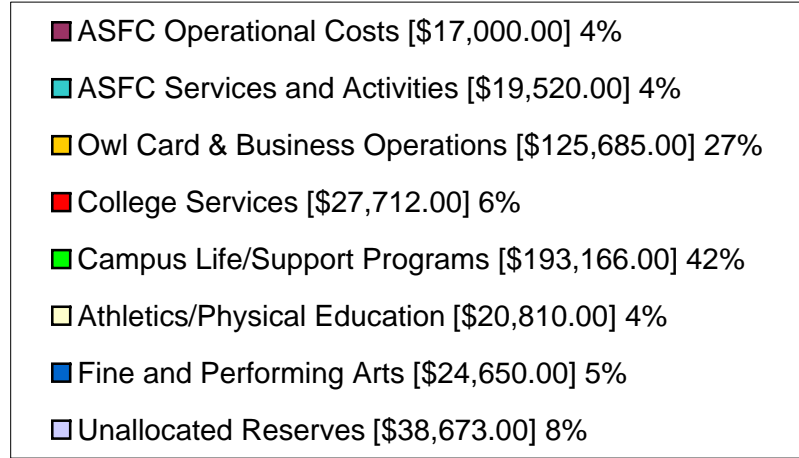 ASFC Operational Costs [$17,000.00] 4%
ASFC Services and Activities [$19,520.00] 4%
Owl Card & Business Operations [$125,685.00] 27%
College Services [$27,712.00] 6%
Campus Life/Support Programs [$193,166.00] 42%
Athletics/Physical Education [$20,810.00] 4%
Fine and Performing Arts [$24,650.00] 5%
Unallocated Reserves [$38,673.00] 8%